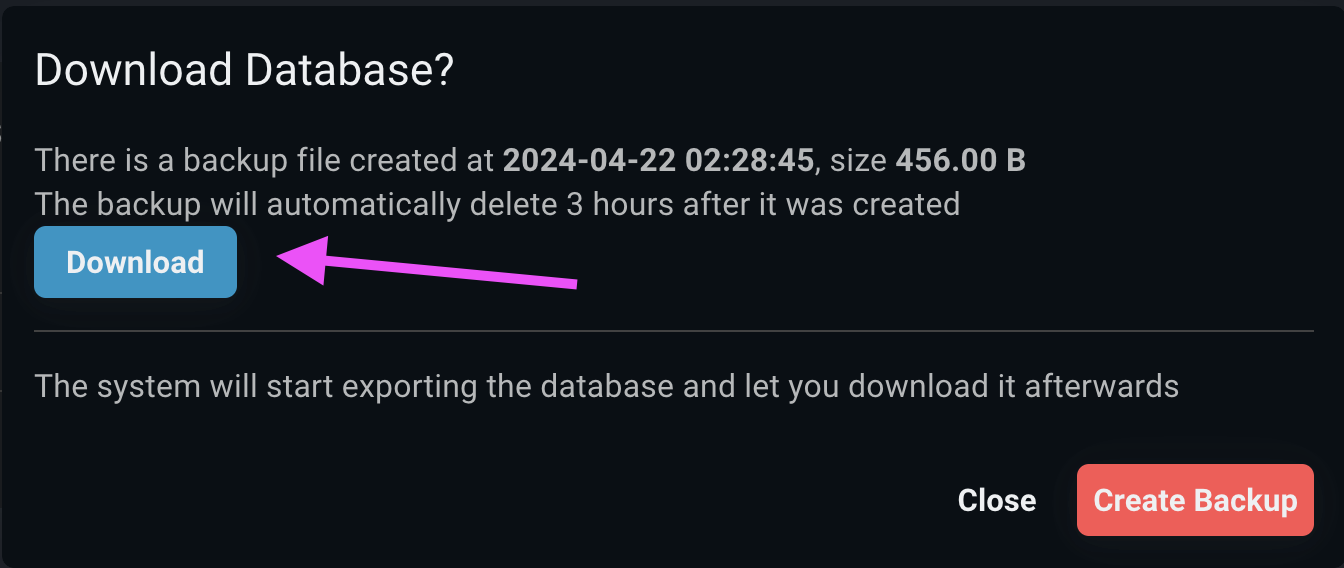 Download Database?
There is a backup file created at 2024-04-22 02:28:45, size 456.00 B
The backup will automatically delete 3 hours after it was created
Download
The system will start exporting the database and let you download it afterwards
Close
Create Backup